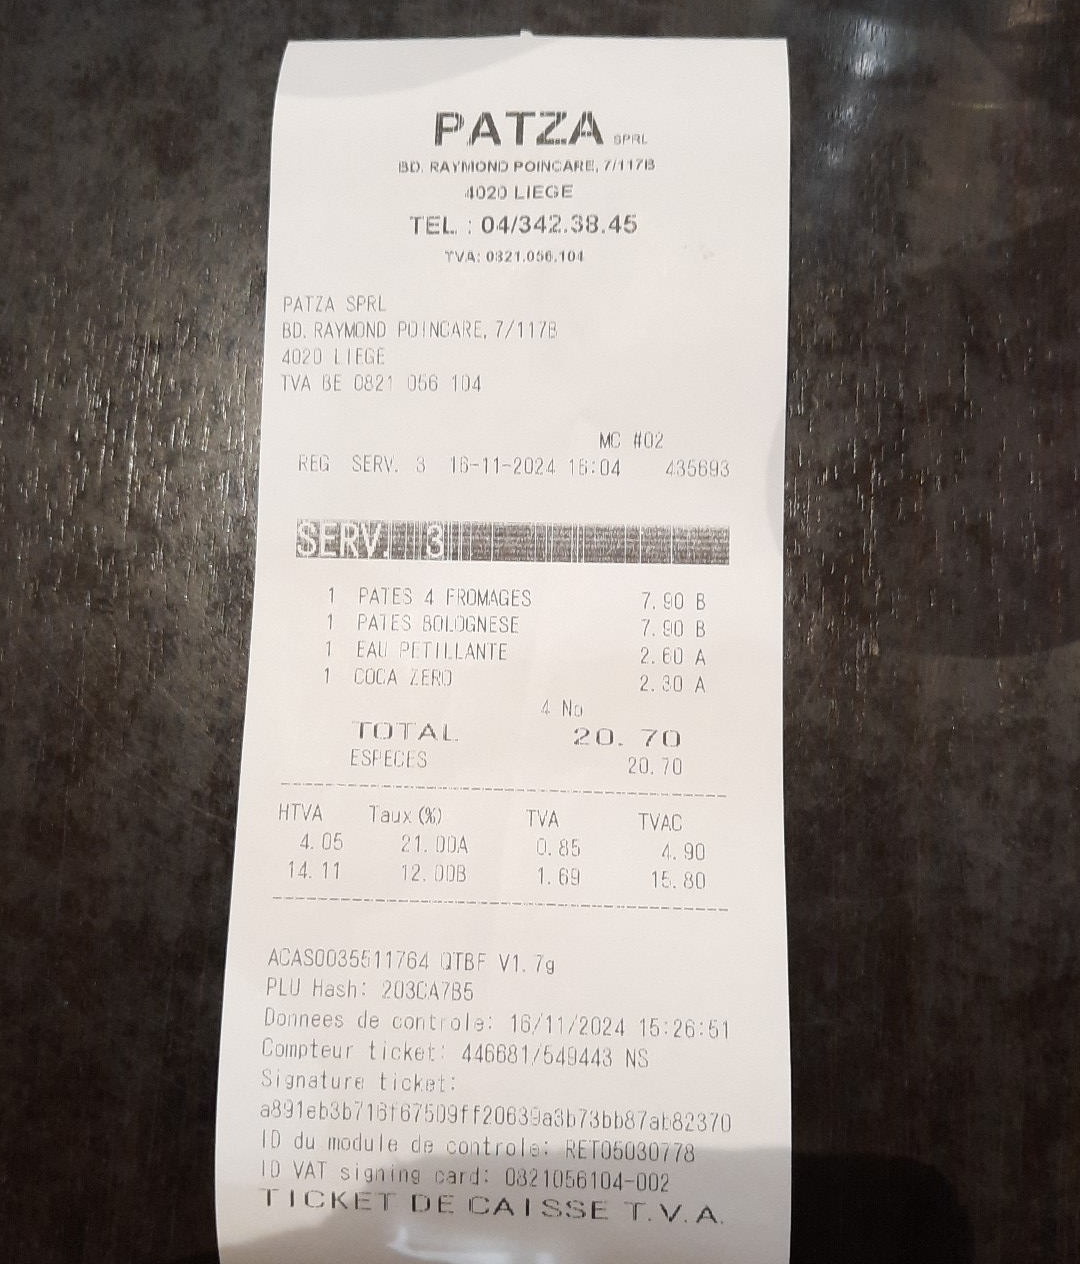 PATZA SPRL
BD. RAYMOND POINCARE, 7/117B
4020 LIEGE
TEL. : 04/342.38.45
TVA: 0821.056.104
PATZA SPRL
BD. RAYMOND POINCARE, 7/117B
4020 LIEGE
TVA BE 0821 056 104
MC #02
REG SERV. 3 16-11-2024 16:04 435693
SERV. 3
1 PATES 4 FROMAGES 7.90 B
1 PATES BOLOGNESE 7.90 B
1 EAU PETILLANTE 2.60 A
1 COCA ZERO 2.30 A
4 No
TOTAL 20.70
ESPECES 20.70
HTVA Taux (%) TVA TVAC
4.05 21.00A 0.85 4.90
14.11 12.00B 1.69 15.80
ACAS0035511764 QTBF V1.7g
PLU Hash: 203CA7B5
Donnees de controle: 16/11/2024 15:26:51
Compteur ticket: 446681/549443 NS
Signature ticket:
a891eb3b716f67509ff20639a3b73bb87ab82370
ID du module de controle: RET05030778
ID VAT signing card: 0821056104-002
TICKET DE CAISSE T.V.A.